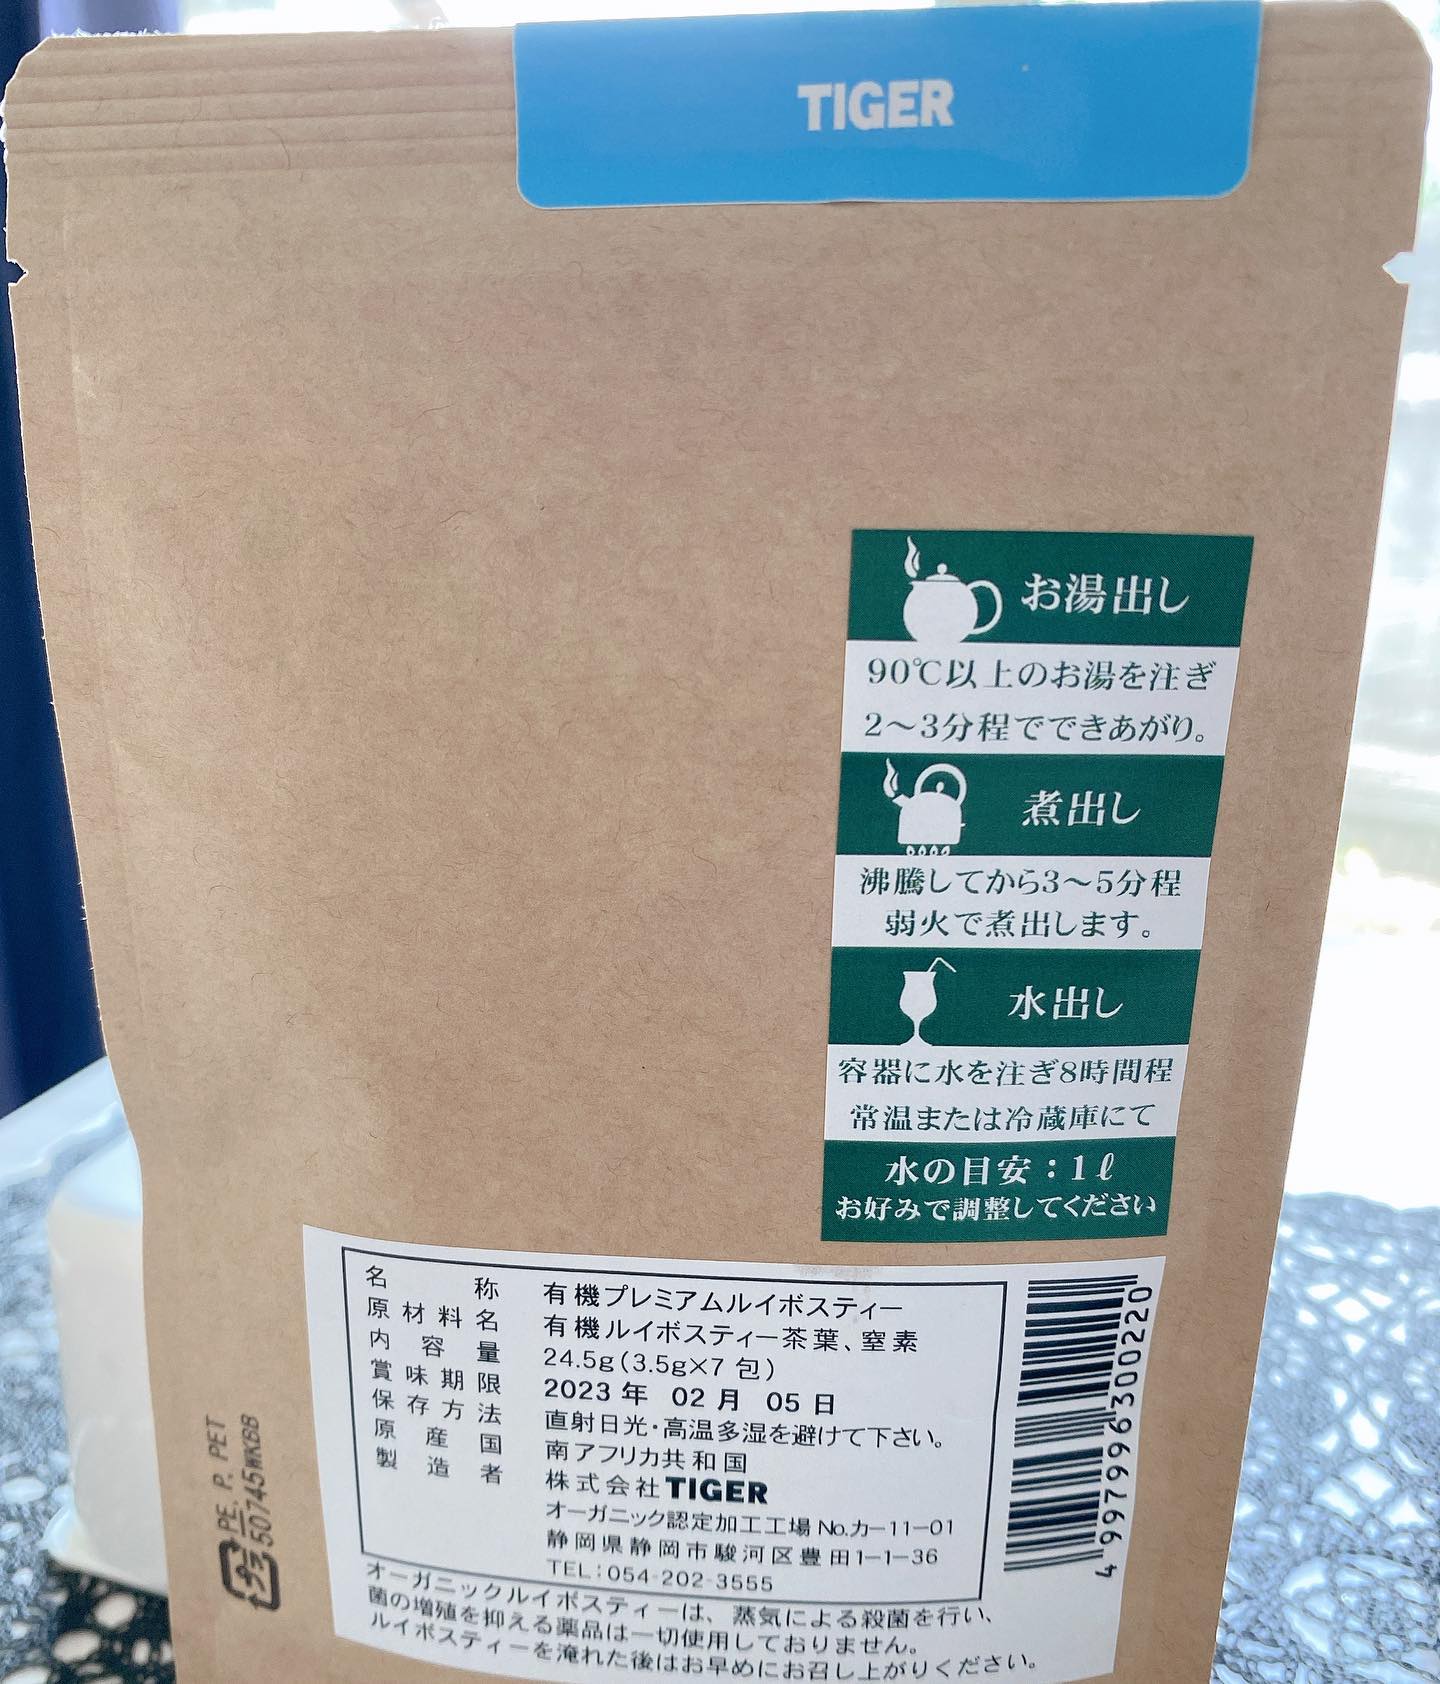 TIGER
お湯出し
90℃以上のお湯を注ぎ
2〜3分程でできあがり。
煮出し
沸騰してから3〜5分程
弱火で煮出します。
水出し
容器に水を注ぎ8時間程
常温または冷蔵庫にて
水の目安：1ℓ
お好みで調整してください
名称 有機プレミアムルイボスティー
原材料名 有機ルイボスティー茶葉、窒素
内容量 24.5g(3.5g×7 包)
賞味期限 2023 年 02 月 05 日
保存方法 直射日光・高温多湿を避けて下さい。
原産国 南アフリカ共和国
製造者 株式会社TIGER
オーガニック認定加工工場 No.カー11-01
静岡県静岡市駿河区豊田1-1-36
TEL：054-202-3555
オーガニックルイボスティーは、蒸気による殺菌を行い、
菌の増殖を抑える薬品は一切使用しておりません。
ルイボスティーを淹れた後はお早めにお召し上がりください。
4997996300220
プラ PE, P, PET
50745WKBB